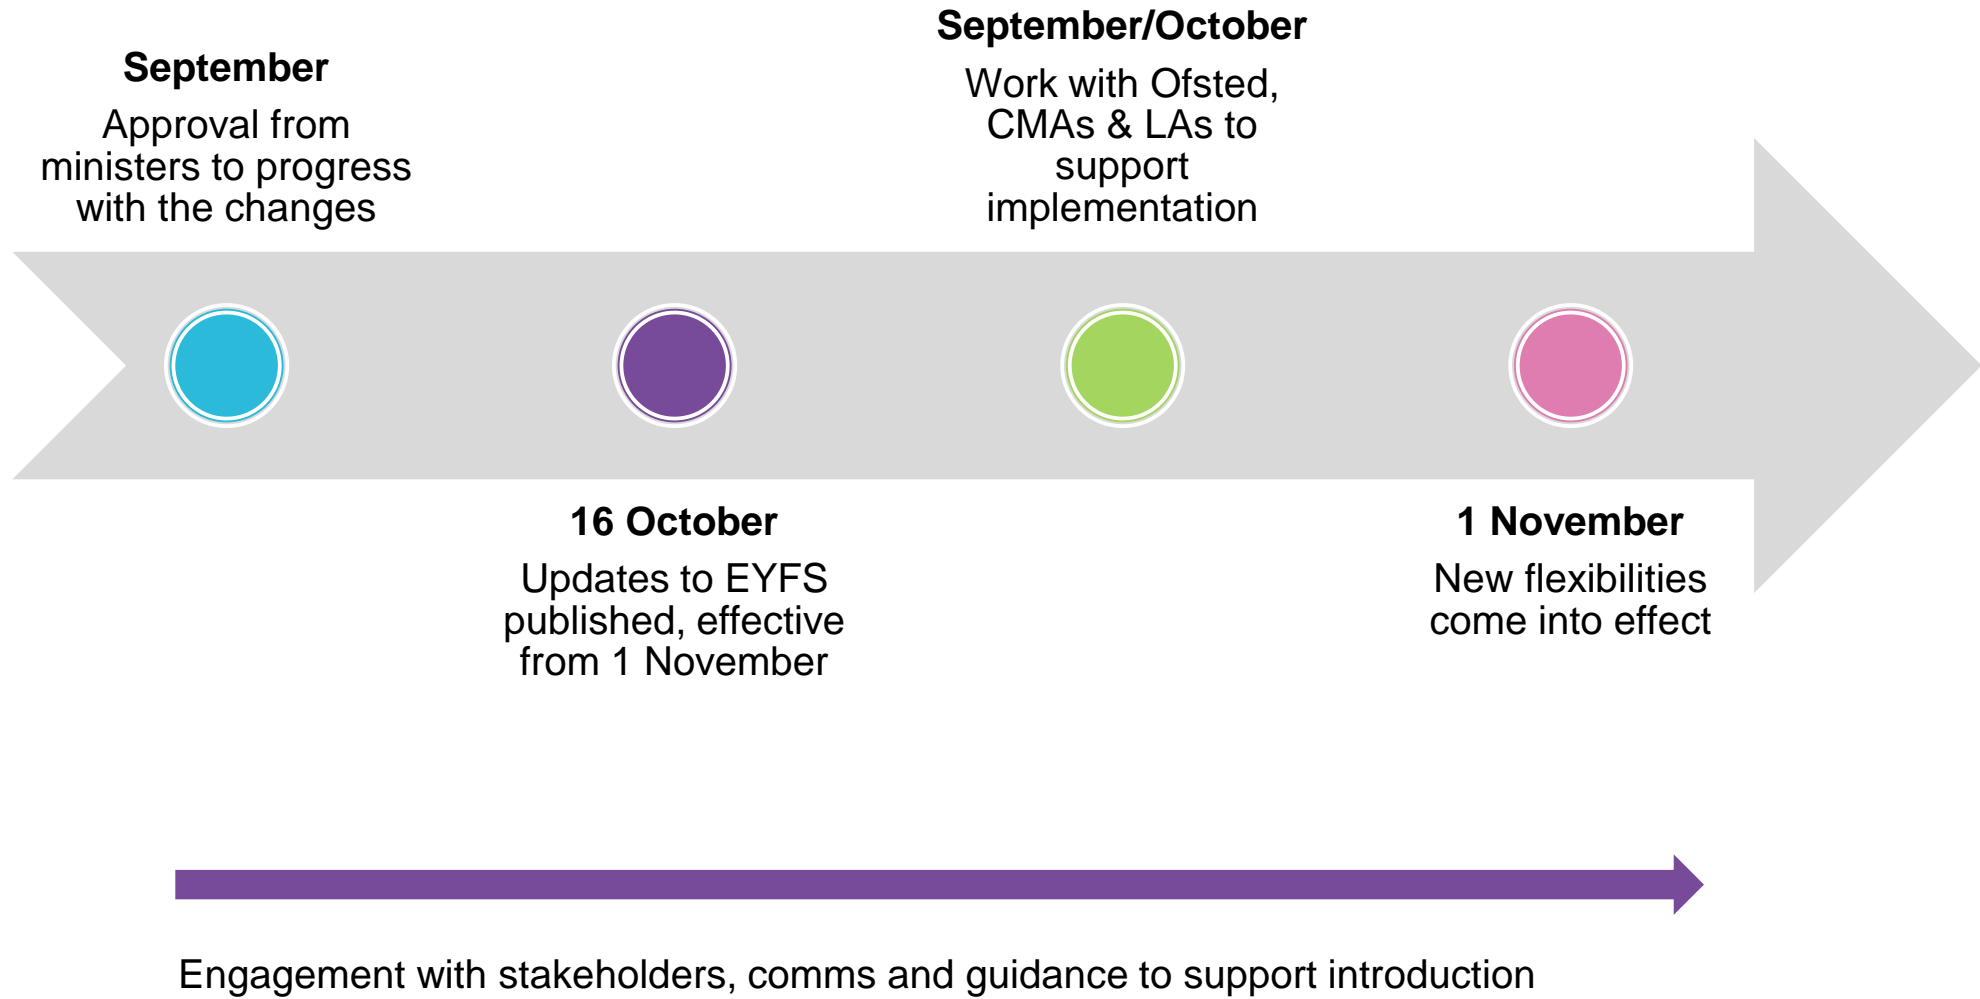 September
Approval from
ministers to progress
with the changes
16 October
Updates to EYFS
published, effective
from 1 November
September/October
Work with Ofsted,
CMAs & LAs to
support
implementation
1 November
New flexibilities
come into effect
Engagement with stakeholders, comms and guidance to support introduction